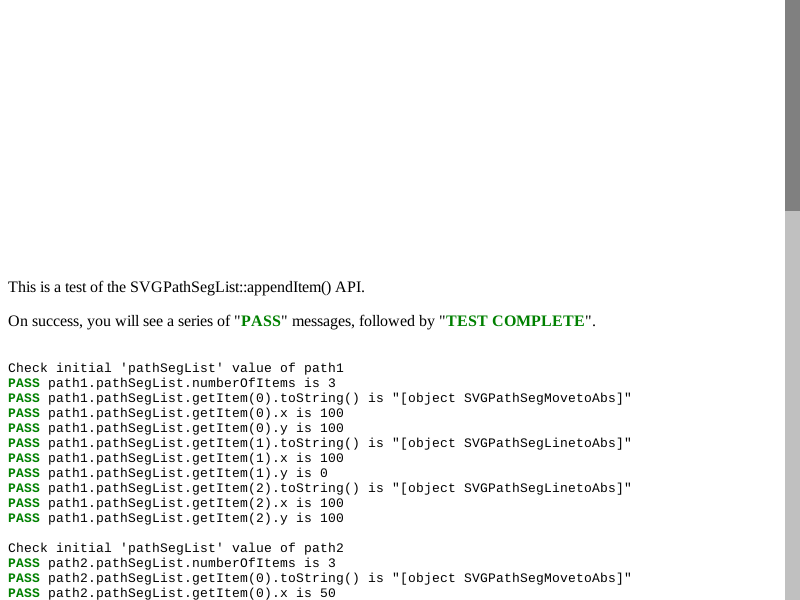 This is a test of the SVGPathSegList::appendItem() API.
On success, you will see a series of "PASS" messages, followed by "TEST COMPLETE".
Check initial 'pathSegList' value of path1
PASS path1.pathSegList.numberOfItems is 3
PASS path1.pathSegList.getItem(0).toString() is "[object SVGPathSegMovetoAbs]"
PASS path1.pathSegList.getItem(0).x is 100
PASS path1.pathSegList.getItem(0).y is 100
PASS path1.pathSegList.getItem(1).toString() is "[object SVGPathSegLinetoAbs]"
PASS path1.pathSegList.getItem(1).x is 100
PASS path1.pathSegList.getItem(1).y is 0
PASS path1.pathSegList.getItem(2).toString() is "[object SVGPathSegLinetoAbs]"
PASS path1.pathSegList.getItem(2).x is 100
PASS path1.pathSegList.getItem(2).y is 100
Check initial 'pathSegList' value of path2
PASS path2.pathSegList.numberOfItems is 3
PASS path2.pathSegList.getItem(0).toString() is "[object SVGPathSegMovetoAbs]"
PASS path2.pathSegList.getItem(0).x is 50